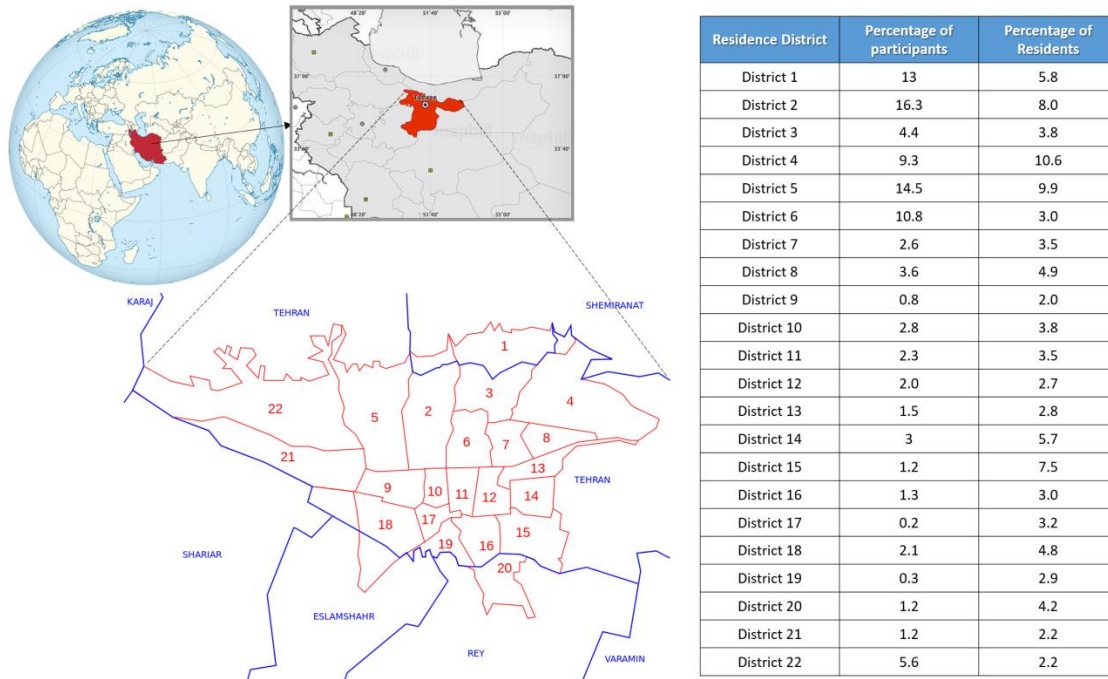 48°20'
51°40'
55°00'
37°00'
37°00'
Tehran
maphill
maphill
33°40'
33°40'
48°20'
51°40'
55°00'
KARAJ
TEHRAN
SHEMIRANAT
1
3
4
22
5
2
6
7
8
21
13
TEHRAN
9
10
11
12
14
18
17
15
19
16
20
SHARIAR
ESLAMSHAHR
REY
VARAMIN
Residence District Percentage of participants Percentage of Residents
District 1 13 5.8
District 2 16.3 8.0
District 3 4.4 3.8
District 4 9.3 10.6
District 5 14.5 9.9
District 6 10.8 3.0
District 7 2.6 3.5
District 8 3.6 4.9
District 9 0.8 2.0
District 10 2.8 3.8
District 11 2.3 3.5
District 12 2.0 2.7
District 13 1.5 2.8
District 14 3 5.7
District 15 1.2 7.5
District 16 1.3 3.0
District 17 0.2 3.2
District 18 2.1 4.8
District 19 0.3 2.9
District 20 1.2 4.2
District 21 1.2 2.2
District 22 5.6 2.2